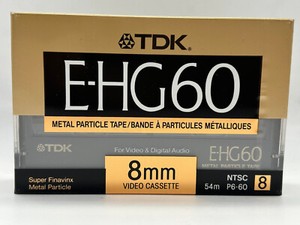 TDK
E-HG60
METAL PARTICLE TAPE/BANDE À PARTICULES MÉTALLIQUES
TDK
For Video & Digital Audio
E-HG60
Super Finavinx
Metal Particle
8mm
VIDEO CASSETTE
NTSC
54m P6-60
8